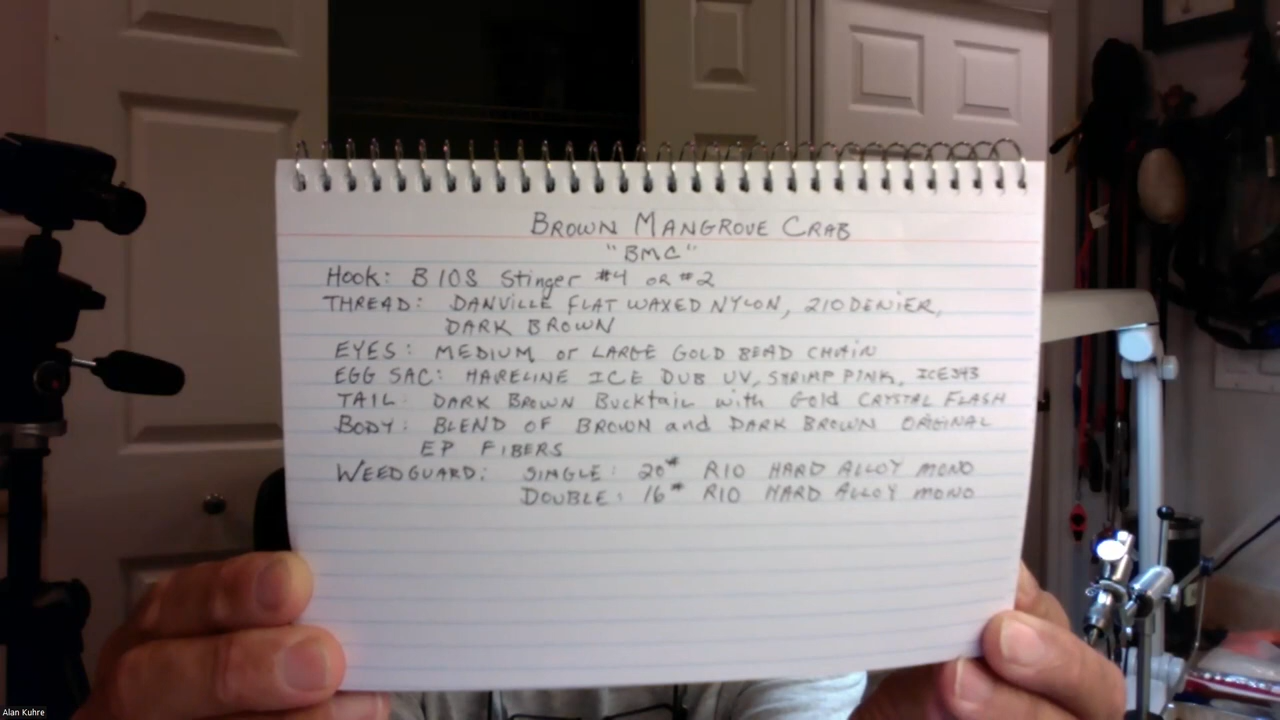 BROWN MANGROVE CRAB
"BMC"
HOOK: B10S Stinger #4 OR #2
THREAD: DANVILLE FLAT WAXED NYLON, 210 DENIER,
DARK BROWN
EYES: MEDIUM or LARGE GOLD BEAD CHAIN
EGG SAC: HARELINE ICE DUB UV, SHRIMP PINK, ICE343
TAIL: DARK BROWN BUCKTAIL with Gold CRYSTAL FLASH
BODY: BLEND OF BROWN and DARK BROWN ORIGINAL
EP FIBERS
WEEDGUARD: SINGLE: 20# RIO HARD ALLOY MONO
DOUBLE: 16# RIO HARD ALLOY MONO
Alan Kuhre